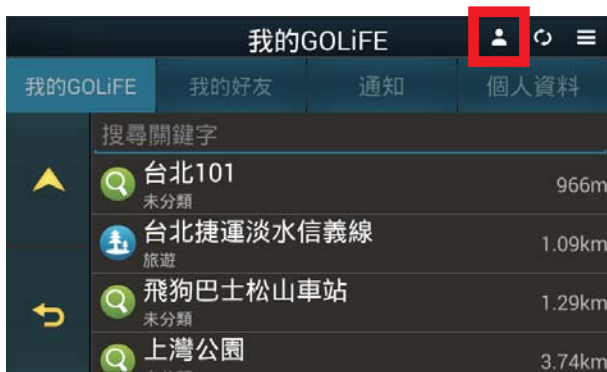 我的GOLiFE
我的GOLiFE 我的好友 通知 個人資料
搜尋關鍵字
台北101
未分類
966m
台北捷運淡水信義線
旅遊
1.09km
飛狗巴士松山車站
未分類
1.29km
上灣公園
3.74km